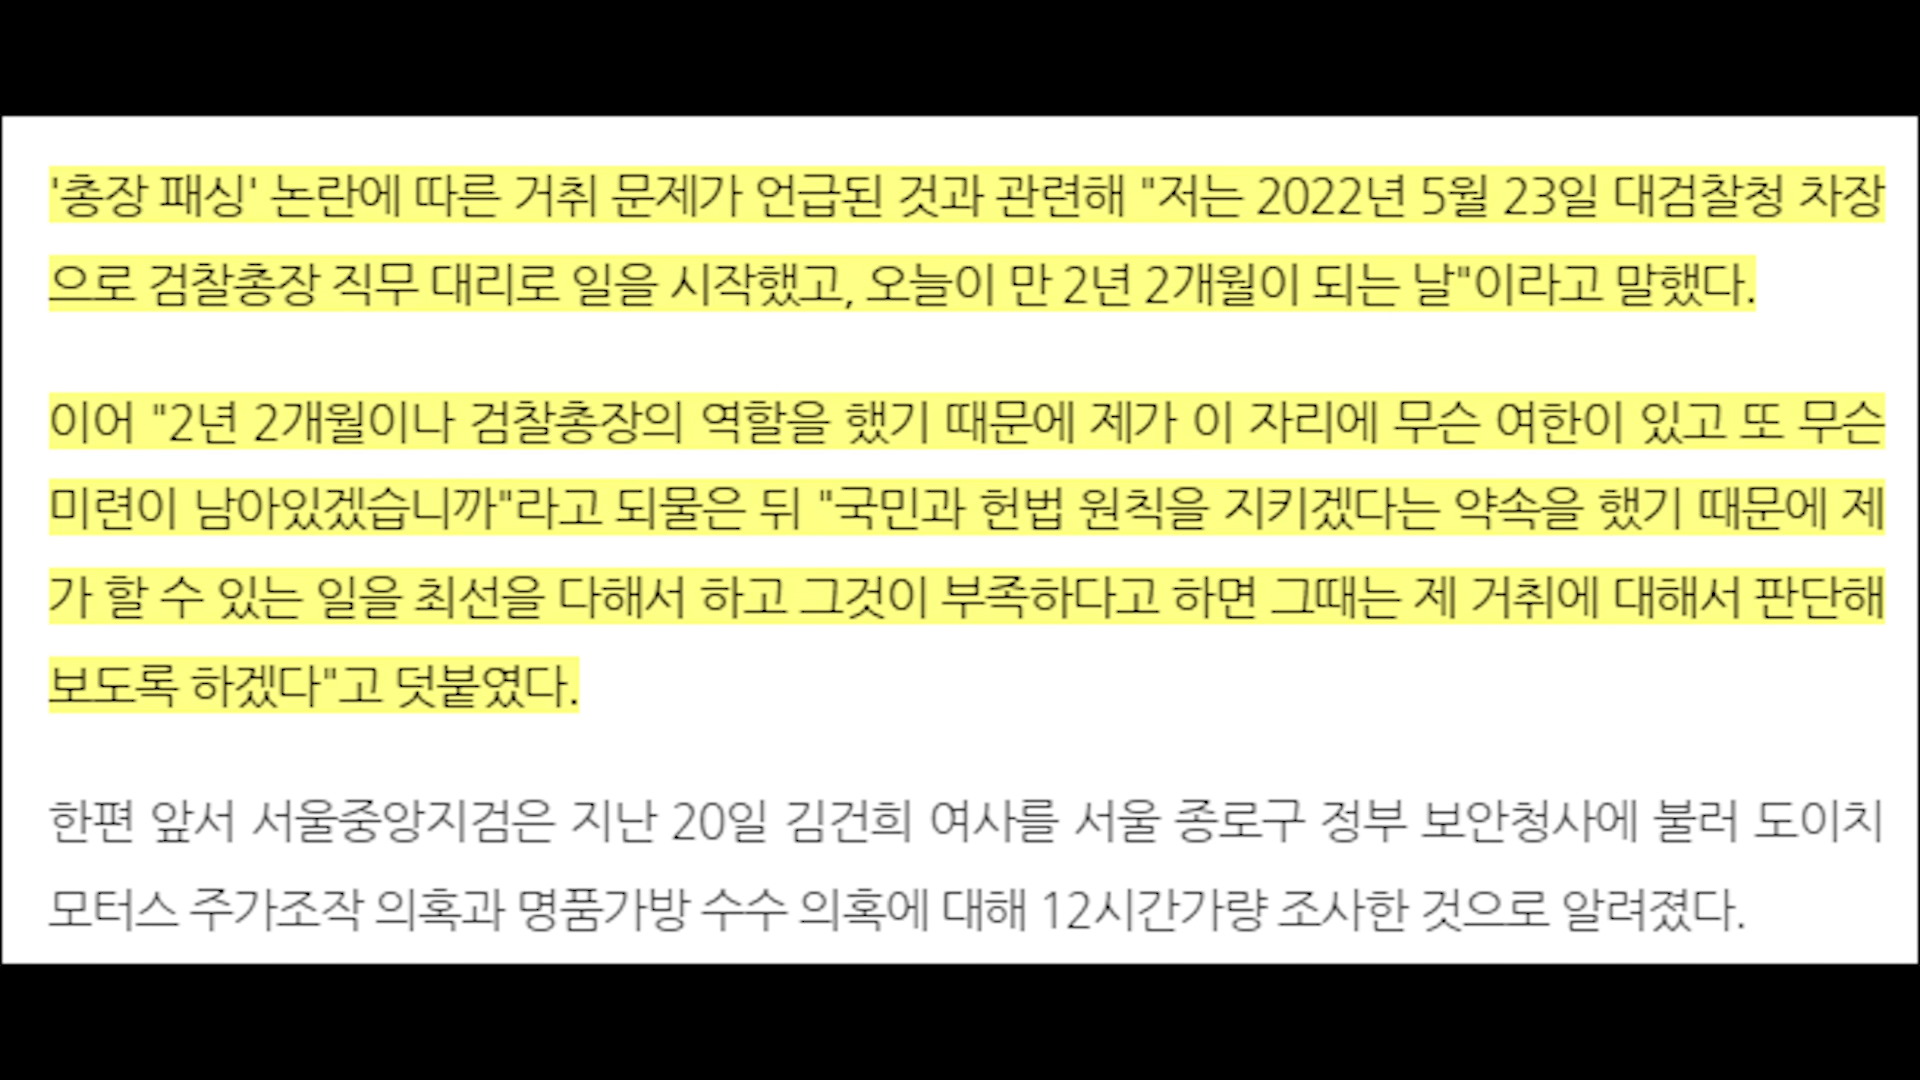 '총장 패싱' 논란에 따른 거취 문제가 언급된 것과 관련해 "저는 2022년 5월 23일 대검찰청 차장
으로 검찰총장 직무 대리로 일을 시작했고, 오늘이 만 2년 2개월이 되는 날"이라고 말했다.
이어 "2년 2개월이나 검찰총장의 역할을 했기 때문에 제가 이 자리에 무슨 여한이 있고 또 무슨
미련이 남아있겠습니까"라고 되물은 뒤 "국민과 헌법 원칙을 지키겠다는 약속을 했기 때문에 제
가 할 수 있는 일을 최선을 다해서 하고 그것이 부족하다고 하면 그때는 제 거취에 대해서 판단해
보도록 하겠다"고 덧붙였다.
한편 앞서 서울중앙지검은 지난 20일 김건희 여사를 서울 종로구 정부 보안청사에 불러 도이치
모터스 주가조작 의혹과 명품가방 수수 의혹에 대해 12시간가량 조사한 것으로 알려졌다.